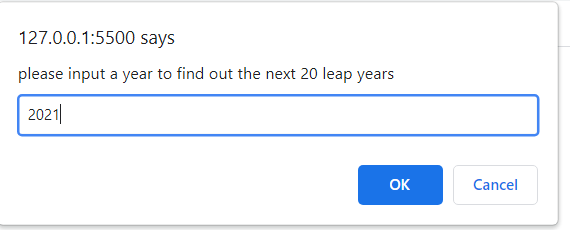 127.0.0.1:5500 says
please input a year to find out the next 20 leap years
2021
OK
Cancel